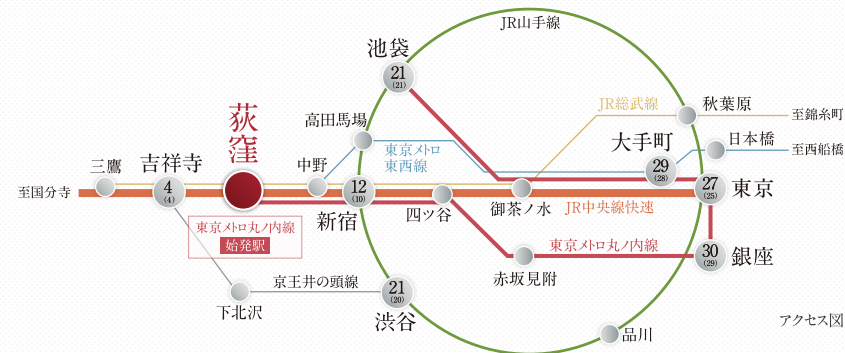 JR山手線
池袋
21
(21)
JR総武線
秋葉原
至錦糸町
荻窪
高田馬場
大手町
日本橋
東京メトロ
東西線
至西船橋
三鷹
吉祥寺
中野
29
(28)
至国分寺
4
(4)
12
(10)
27
(25)
東京
新宿
四ツ谷
御茶ノ水
JR中央線快速
東京メトロ丸ノ内線
始発駅
東京メトロ丸ノ内線
30
(29)
銀座
赤坂見附
京王井の頭線
21
(20)
下北沢
渋谷
品川
アクセス図